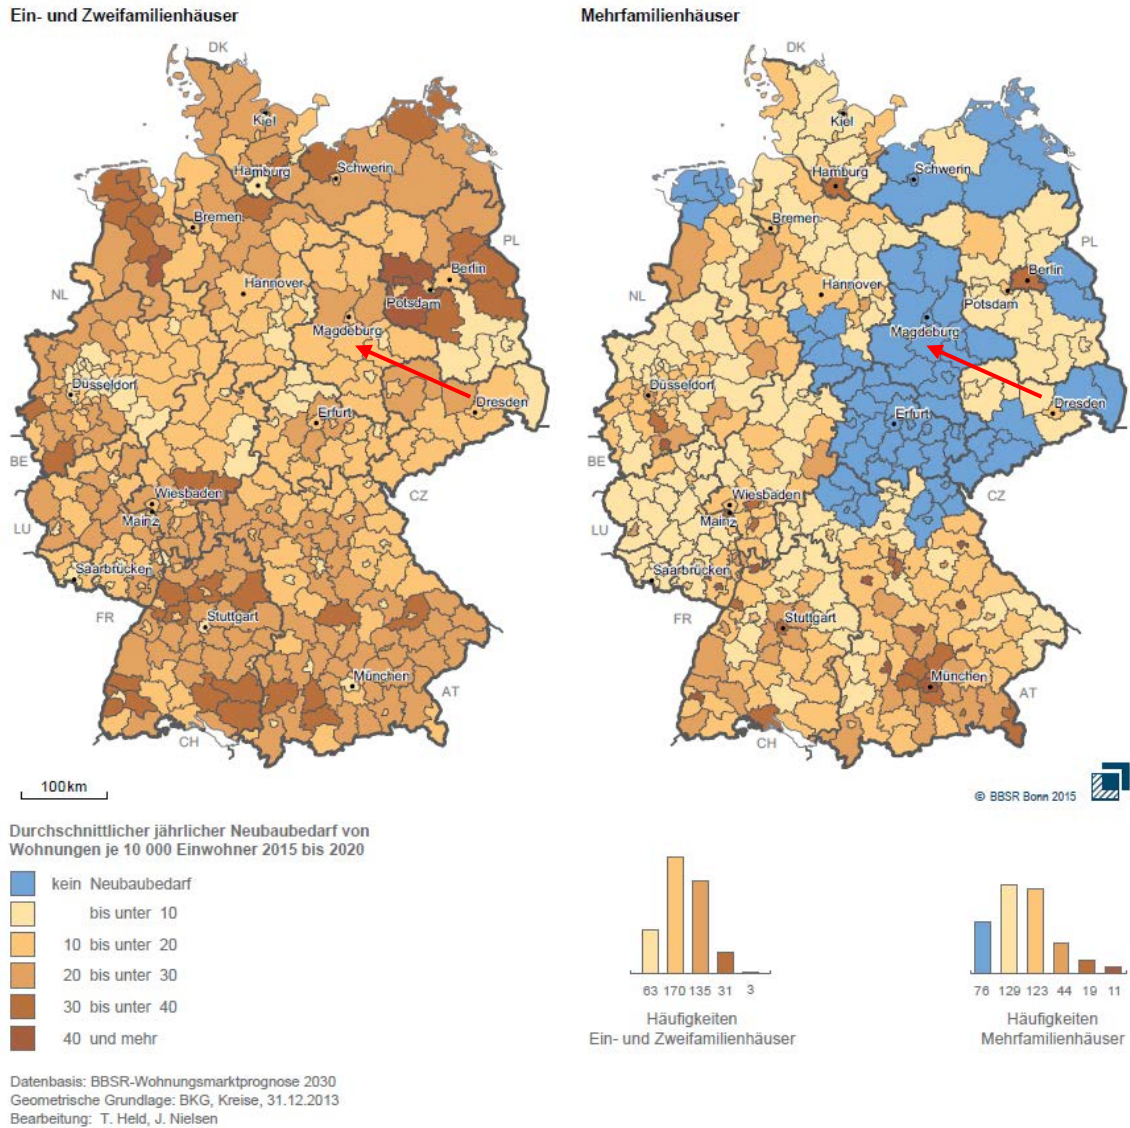 Ein- und Zweifamilienhäuser
DK
Kiel
Hamburg
Schwerin
Bremen
PL
Berlin
NL
Hannover
Potsdam
Magdeburg
Düsseldorf
Dresden
Erfurt
BE
Wiesbaden
CZ
LU
Mainz
Saarbrücken
FR
Stuttgart
München
AT
CH
100 km
Mehrfamilienhäuser
DK
Kiel
Hamburg
Schwerin
Bremen
PL
Berlin
NL
Hannover
Potsdam
Magdeburg
Düsseldorf
Dresden
Erfurt
BE
Wiesbaden
CZ
LU
Mainz
Saarbrücken
FR
Stuttgart
München
AT
CH
© BBSR Bonn 2015
Durchschnittlicher jährlicher Neubaubedarf von
Wohnungen je 10 000 Einwohner 2015 bis 2020
kein Neubaubedarf
bis unter 10
10 bis unter 20
20 bis unter 30
30 bis unter 40
40 und mehr
63 170 135 31 3
Häufigkeiten
Ein- und Zweifamilienhäuser
76 129 123 44 19 11
Häufigkeiten
Mehrfamilienhäuser
Datenbasis: BBSR-Wohnungsmarktprognose 2030
Geometrische Grundlage: BKG, Kreise, 31.12.2013
Bearbeitung: T. Held, J. Nielsen